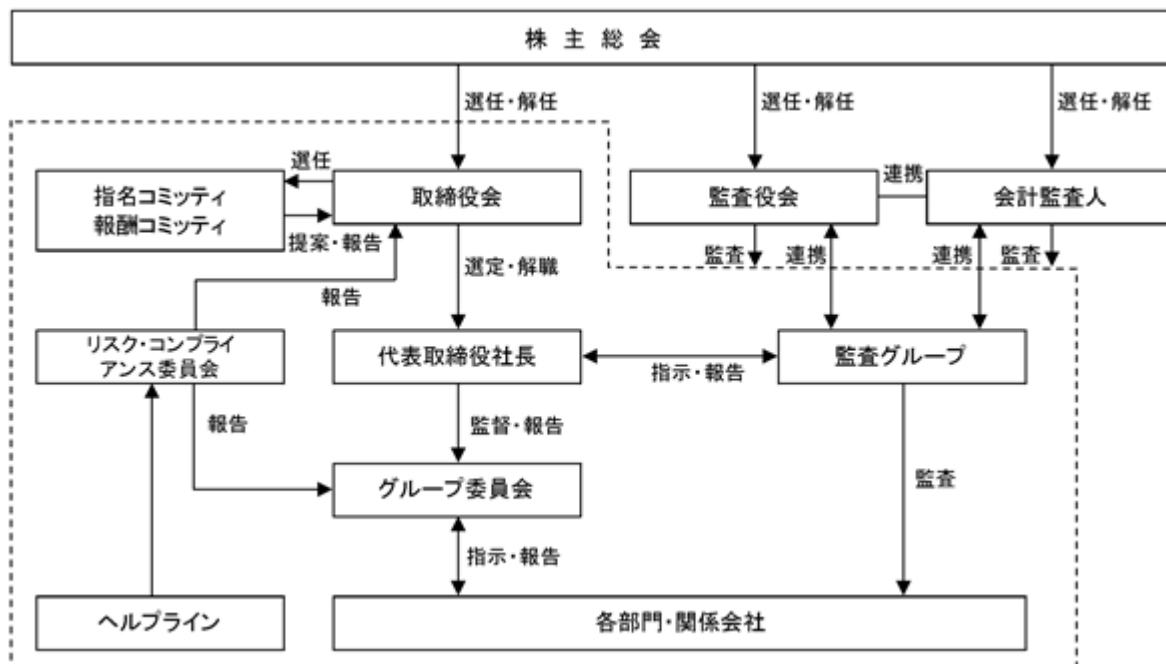 株主総会
選任・解任
選任・解任
選任・解任
選任
連携
指名コミッティ
報酬コミッティ
取締役会
監査役会
会計監査人
提案・報告
監査
連携
連携
監査
選定・解職
報告
リスク・コンプライ
アンス委員会
代表取締役社長
監査グループ
指示・報告
報告
監督・報告
グループ委員会
監査
指示・報告
ヘルプライン
各部門・関係会社